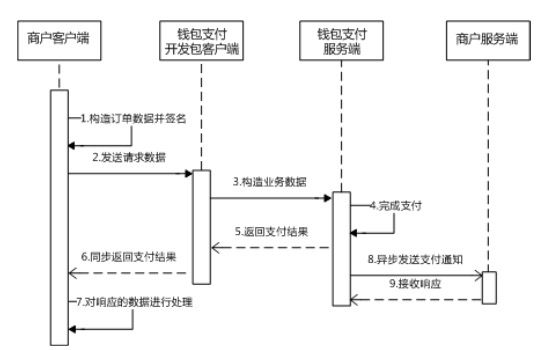 商户客户端
钱包支付
开发包客户端
钱包支付
服务端
商户服务端
1.构造订单数据并签名
2.发送请求数据
3.构造业务数据
4.完成支付
5.返回支付结果
6.同步返回支付结果
8.异步发送支付通知
9.接收响应
7.对响应的数据进行处理